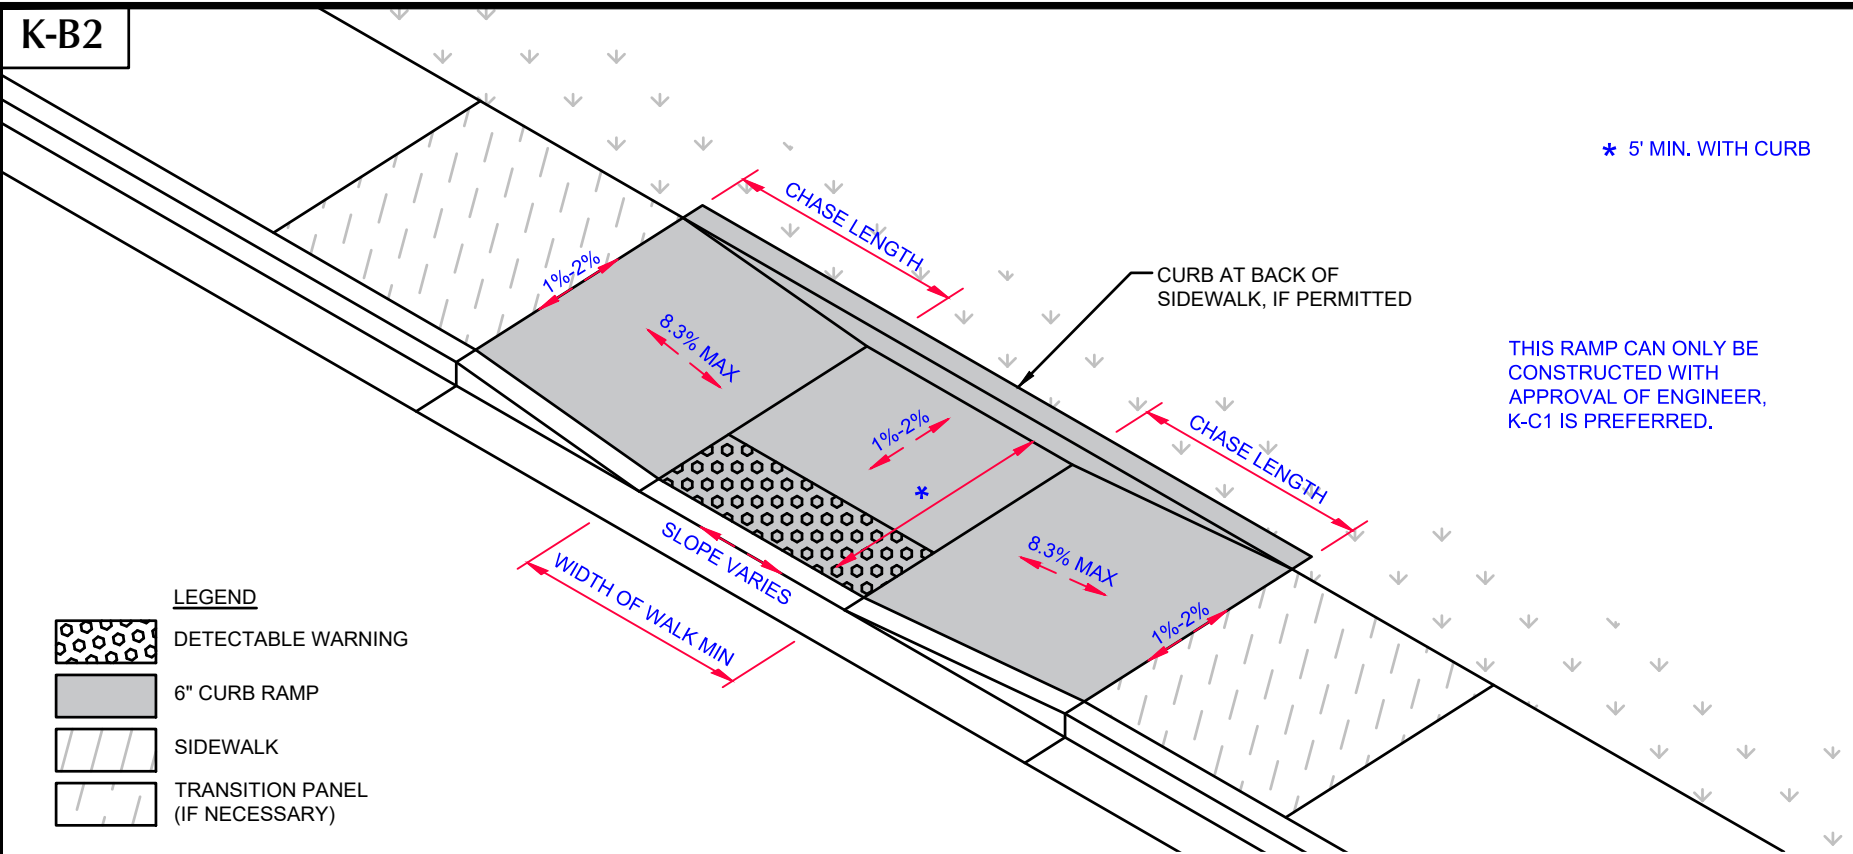 K-B2
* 5' MIN. WITH CURB
CHASE LENGTH
1%-2%
CURB AT BACK OF
SIDEWALK, IF PERMITTED
8.3% MAX
THIS RAMP CAN ONLY BE
CONSTRUCTED WITH
APPROVAL OF ENGINEER,
K-C1 IS PREFERRED.
1%-2%
CHASE LENGTH
*
SLOPE VARIES
8.3% MAX
WIDTH OF WALK MIN
1%-2%
LEGEND
DETECTABLE WARNING
6" CURB RAMP
SIDEWALK
TRANSITION PANEL
(IF NECESSARY)